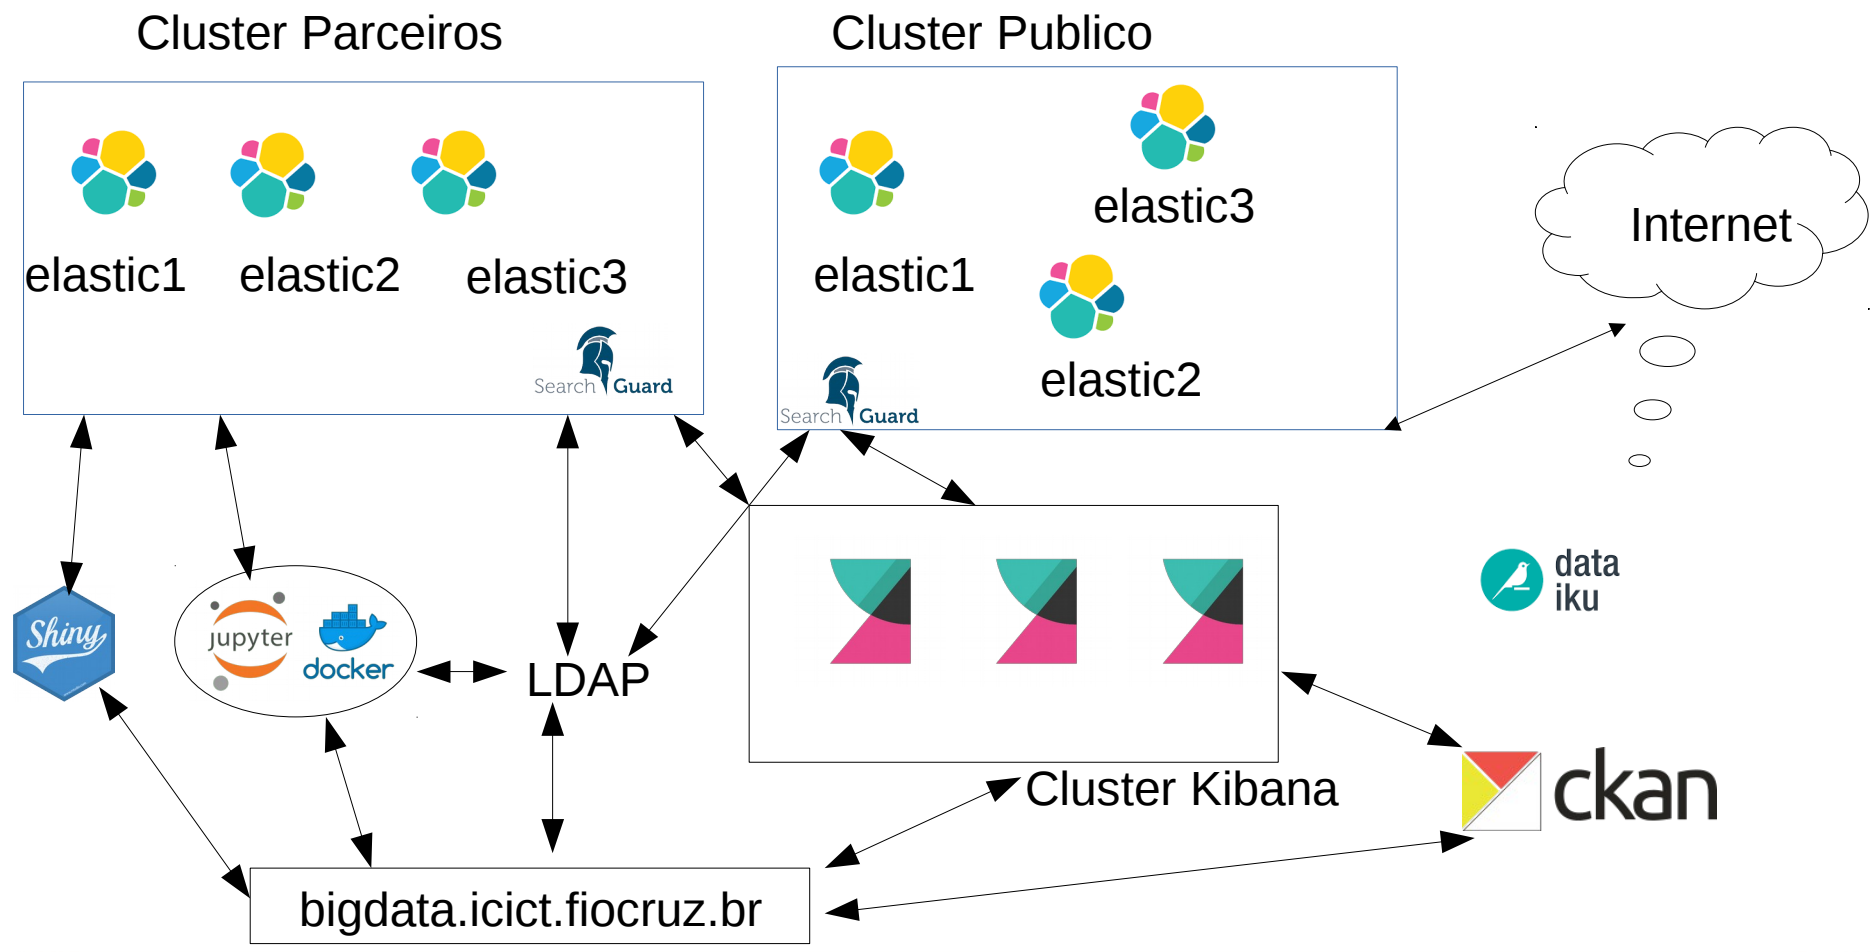 Cluster Parceiros
Cluster Publico
elastic1
elastic2
elastic3
Search Guard
elastic3
elastic1
elastic2
Search Guard
Internet
Shiny
jupyter
docker
LDAP
data
iku
Cluster Kibana
ckan
bigdata.icict.fiocruz.br